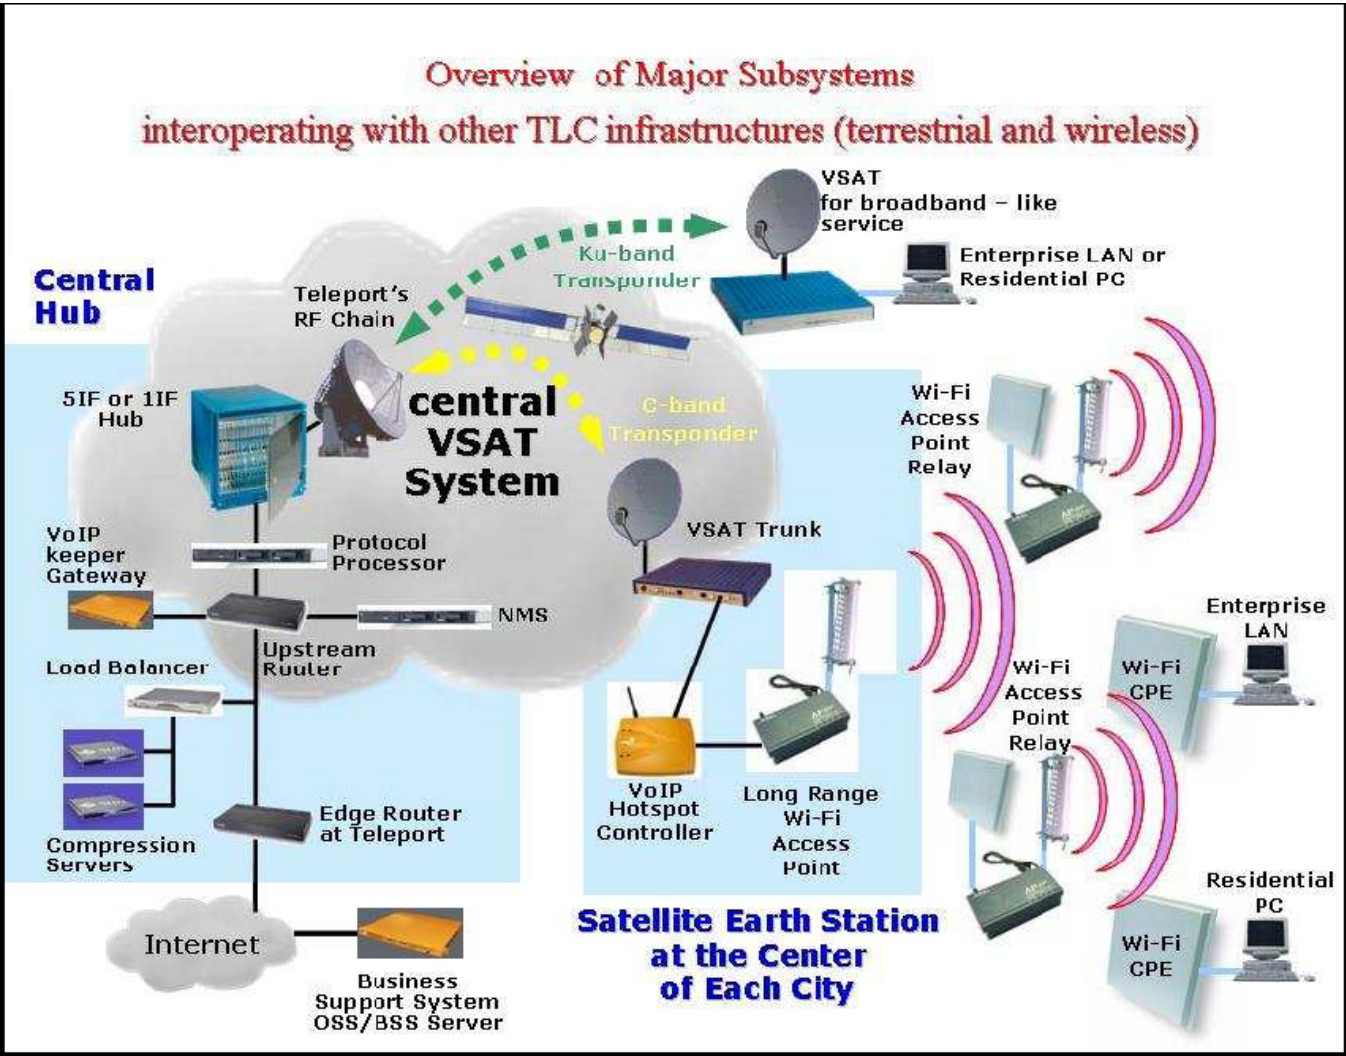 Overview of Major Subsystems
interoperating with other TLC infrastructures (terrestrial and wireless)
VSAT
for broadband – like
service
Ku-band
Transponder
Enterprise LAN or
Residential PC
Central
Hub
Teleport's
RF Chain
5IF or 1IF
Hub
central
VSAT
System
C-band
Transponder
Wi-Fi
Access
Point
Relay
VoIP
keeper
Gateway
Protocol
Processor
VSAT Trunk
NMS
Upstream
Router
Load Balancer
Enterprise
LAN
Wi-Fi
CPE
Wi-Fi
Access
Point
Relay
VoIP
Hotspot
Controller
Long Range
Wi-Fi
Access
Point
Edge Router
at Teleport
Compression
Servers
Residential
PC
Wi-Fi
CPE
Satellite Earth Station
at the Center
of Each City
Internet
Business
Support System
OSS/BSS Server